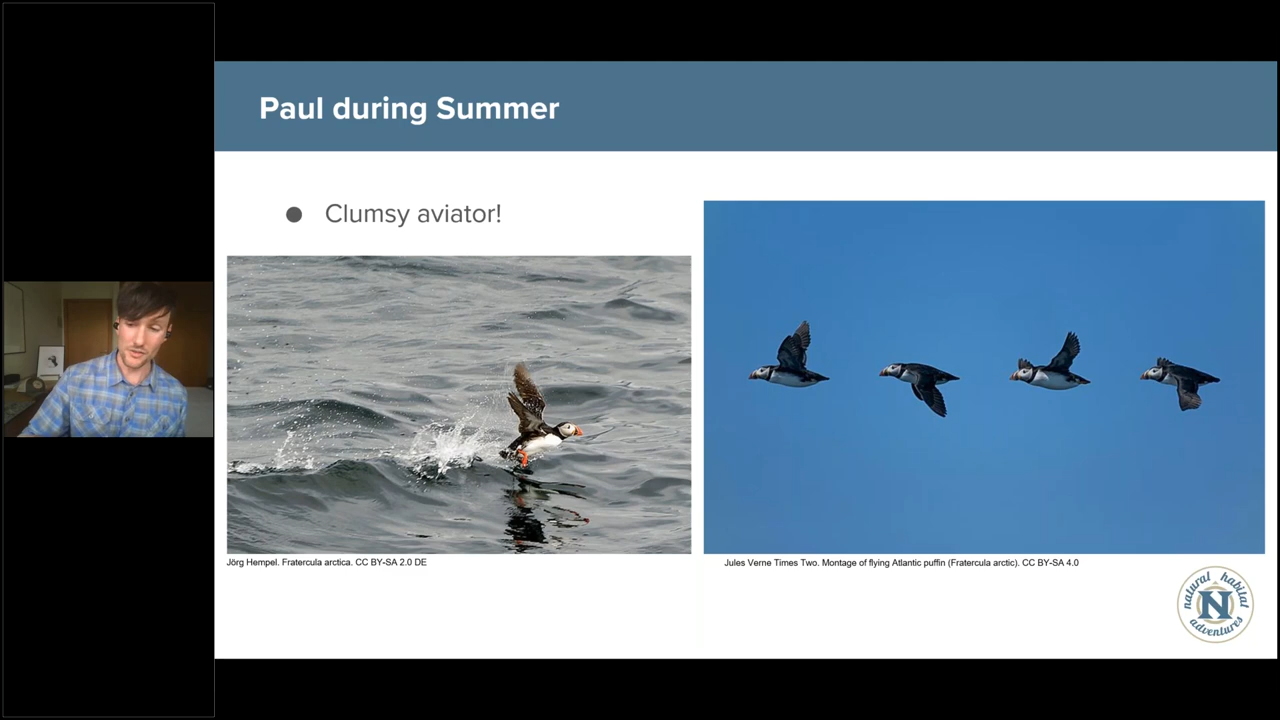 Paul during Summer
● Clumsy aviator!
Jörg Hempel. Fratercula arctica. CC BY-SA 2.0 DE
Jules Verne Times Two. Montage of flying Atlantic puffin (Fratercula arctic). CC BY-SA 4.0
natural habitat
N
adventures